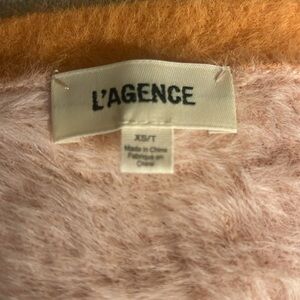 L'AGENCE
XS/T
Made in China
Fabriqué en
Chine